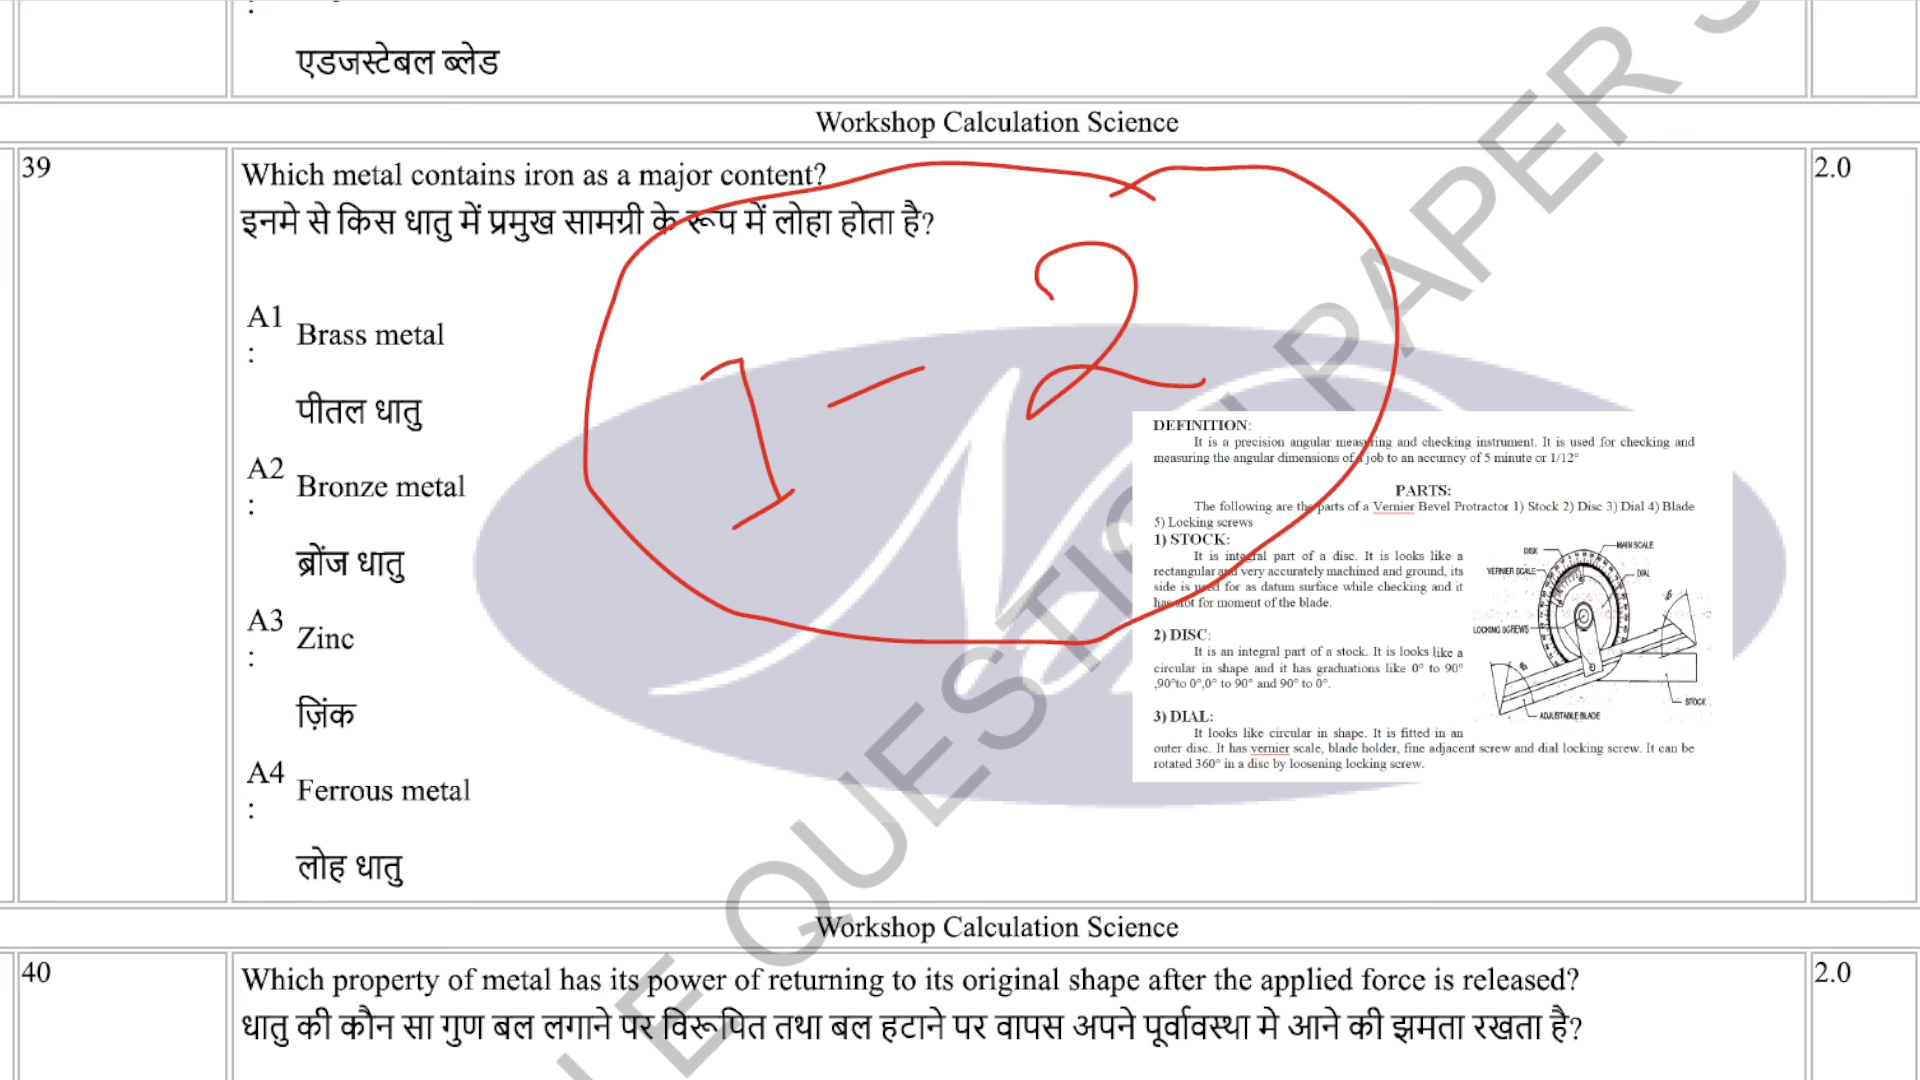 :
एडजस्टेबल ब्लेड
Workshop Calculation Science
39
Which metal contains iron as a major content?
2.0
इनमे से किस धातु में प्रमुख सामग्री के रूप में लोहा होता है?
1 - 2
A1
:
Brass metal
पीतल धातु
A2
:
Bronze metal
ब्रोंज धातु
A3
:
Zinc
ज़िंक
A4
:
Ferrous metal
लोह धातु
DEFINITION:
It is a precision angular measuring and checking instrument. It is used for checking and
measuring the angular dimensions of a job to an accuracy of 5 minute or 1/12°
PARTS:
The following are the parts of a Vernier Bevel Protractor 1) Stock 2) Disc 3) Dial 4) Blade
5) Locking screws
1) STOCK:
It is integral part of a disc. It is looks like a
rectangular and very accurately machined and ground, its
side is used for as datum surface while checking and it
has slot for moment of the blade.
2) DISC:
It is an integral part of a stock. It is looks like a
circular in shape and it has graduations like 0° to 90°
,90°to 0°,0° to 90° and 90° to 0°.
3) DIAL:
It looks like circular in shape. It is fitted in an
outer disc. It has vernier scale, blade holder, fine adjacent screw and dial locking screw. It can be
rotated 360° in a disc by loosening locking screw.
DISK
MAIN SCALE
VERNIER SCALE
DIAL
LOCKING SCREWS
STOCK
ADJUSTABLE BLADE
QUESTION PAPER
Workshop Calculation Science
40
Which property of metal has its power of returning to its original shape after the applied force is released?
2.0
धातु की कौन सा गुण बल लगाने पर विरूपित तथा बल हटाने पर वापस अपने पूर्वावस्था मे आने की झमता रखता है?